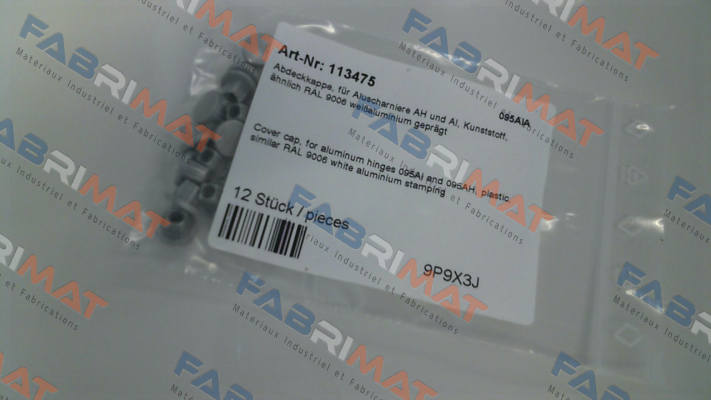 Art-Nr: 113475
095AIA
Abdeckkappe, für Aluscharniere AH und AI, Kunststoff,
ähnlich RAL 9006 weißaluminium geprägt
Cover cap, for aluminum hinges 095AI and 095AH, plastic,
similar RAL 9006 white aluminium stamping
12 Stück / pieces
9P9X3J
FABRIMAT
Materiaux Industriel et Fabrications